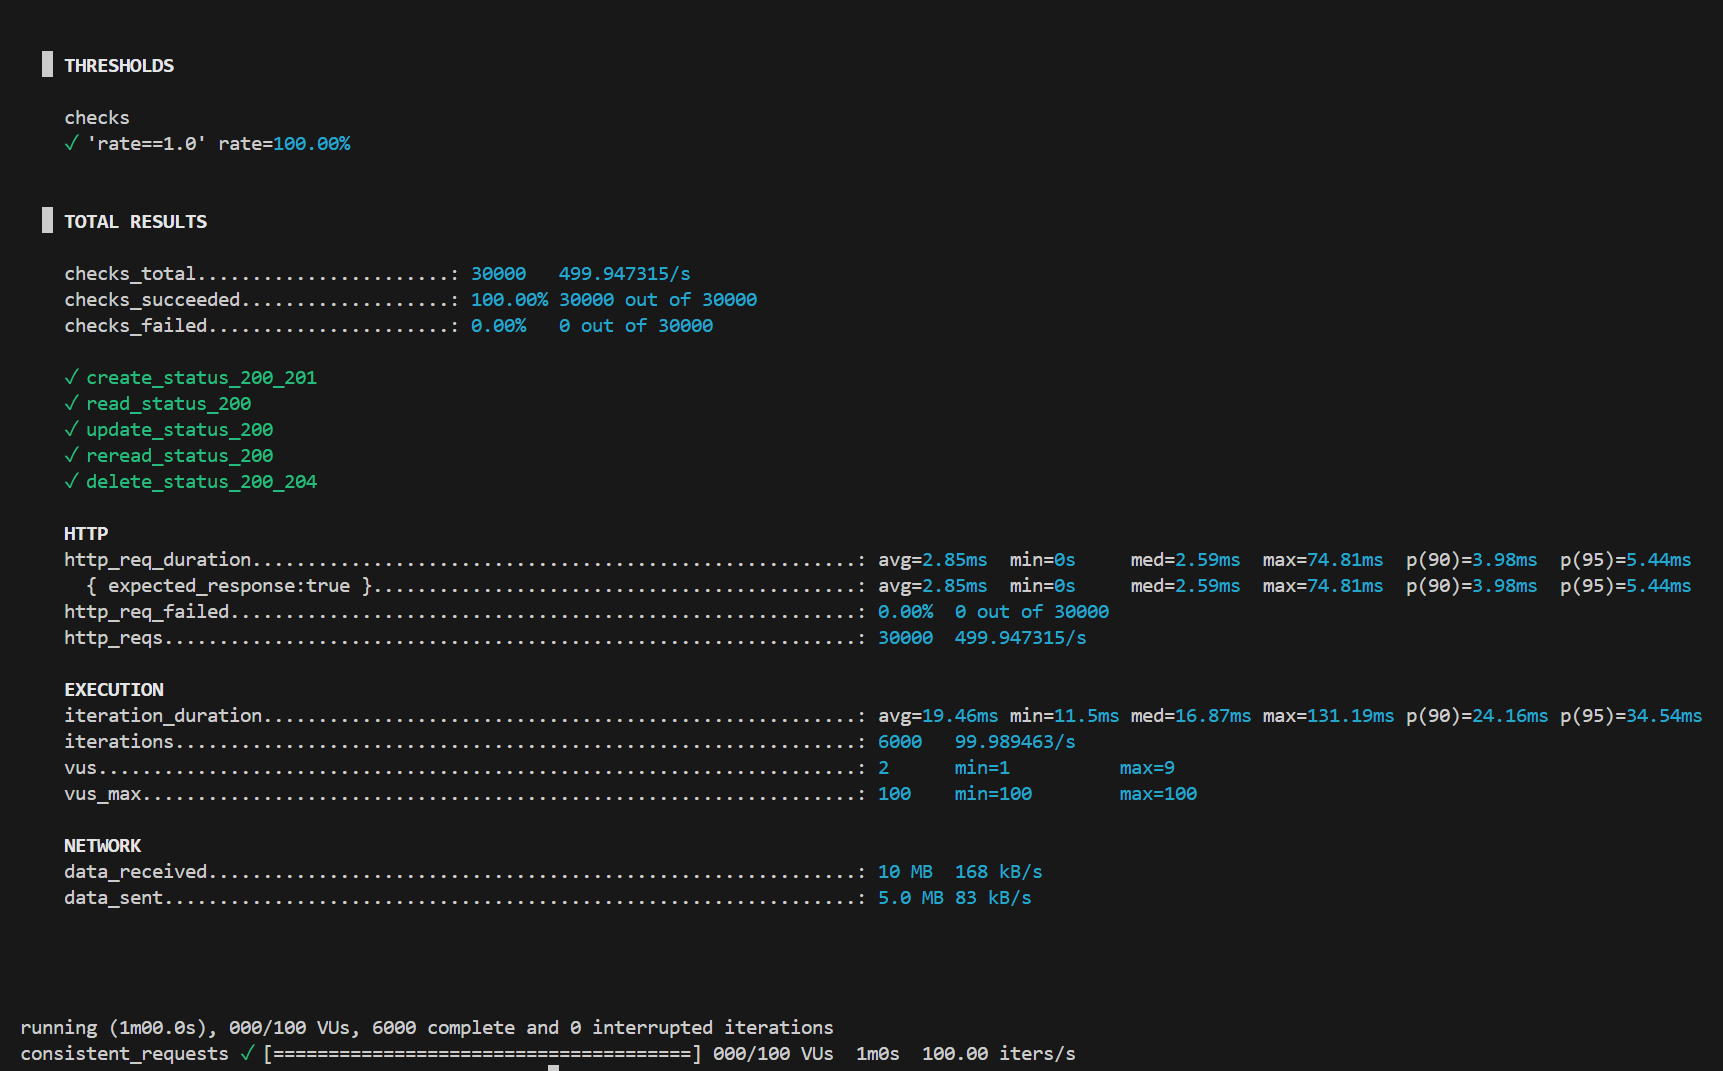 THRESHOLDS
checks
✓ 'rate==1.0' rate=100.00%
TOTAL RESULTS
checks_total.......................: 30000   499.947315/s
checks_succeeded...................: 100.00% 30000 out of 30000
checks_failed......................: 0.00%   0 out of 30000
✓ create_status_200_201
✓ read_status_200
✓ update_status_200
✓ reread_status_200
✓ delete_status_200_204
HTTP
http_req_duration.......................................................: avg=2.85ms  min=0s     med=2.59ms  max=74.81ms  p(90)=3.98ms  p(95)=5.44ms
{ expected_response:true }............................................: avg=2.85ms  min=0s     med=2.59ms  max=74.81ms  p(90)=3.98ms  p(95)=5.44ms
http_req_failed.........................................................: 0.00%  0 out of 30000
http_reqs...............................................................: 30000  499.947315/s
EXECUTION
iteration_duration......................................................: avg=19.46ms min=11.5ms med=16.87ms max=131.19ms p(90)=24.16ms p(95)=34.54ms
iterations..............................................................: 6000   99.989463/s
vus.....................................................................: 2      min=1          max=9
vus_max.................................................................: 100    min=100        max=100
NETWORK
data_received...........................................................: 10 MB  168 kB/s
data_sent...............................................................: 5.0 MB 83 kB/s
running (1m00.0s), 000/100 VUs, 6000 complete and 0 interrupted iterations
consistent_requests ✓ [======================================] 000/100 VUs  1m0s  100.00 iters/s